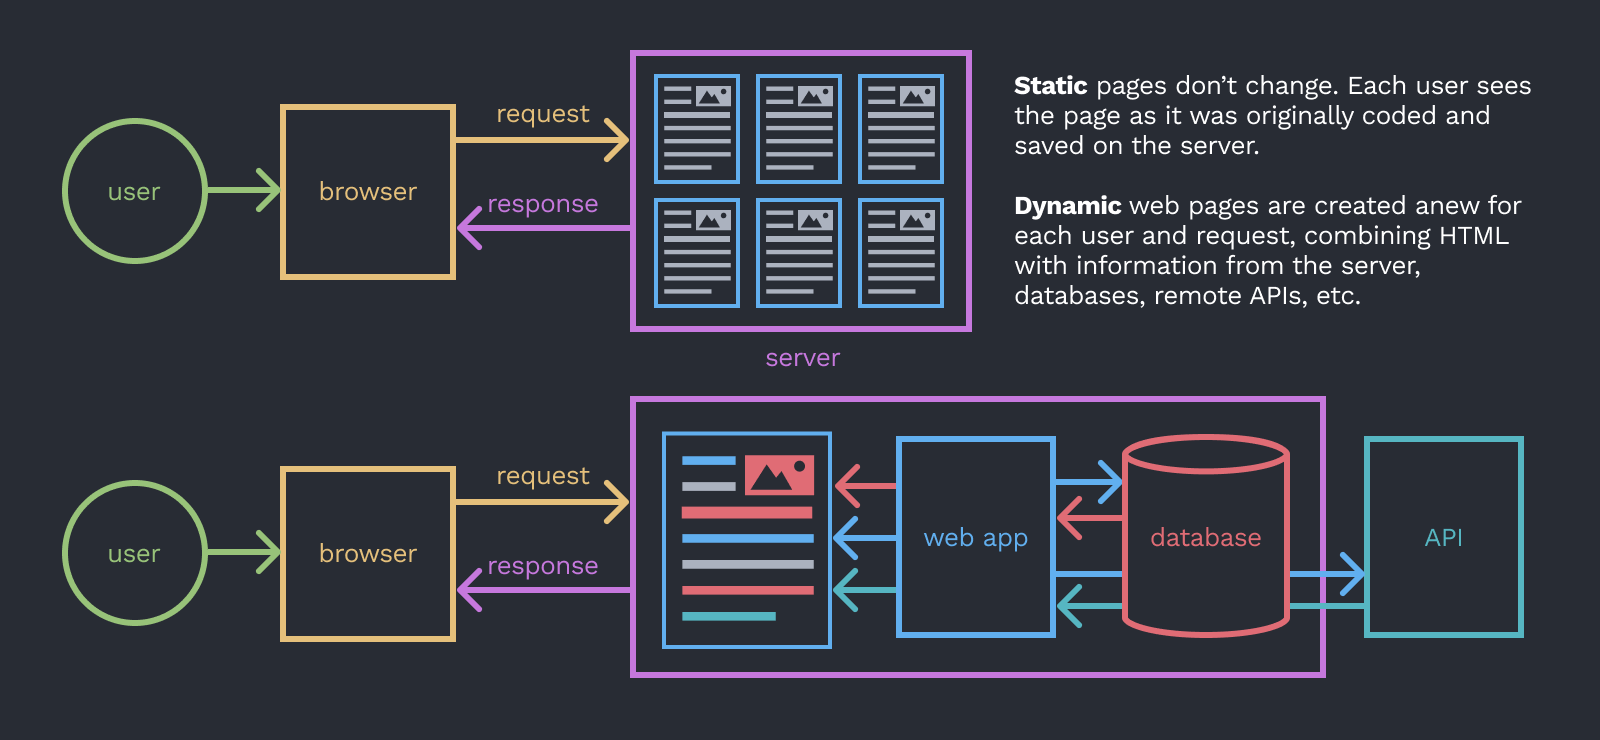 user
browser
request
response
server
Static pages don't change. Each user sees
the page as it was originally coded and
saved on the server.
Dynamic web pages are created anew for
each user and request, combining HTML
with information from the server,
databases, remote APIs, etc.
user
browser
request
response
web app
database
API